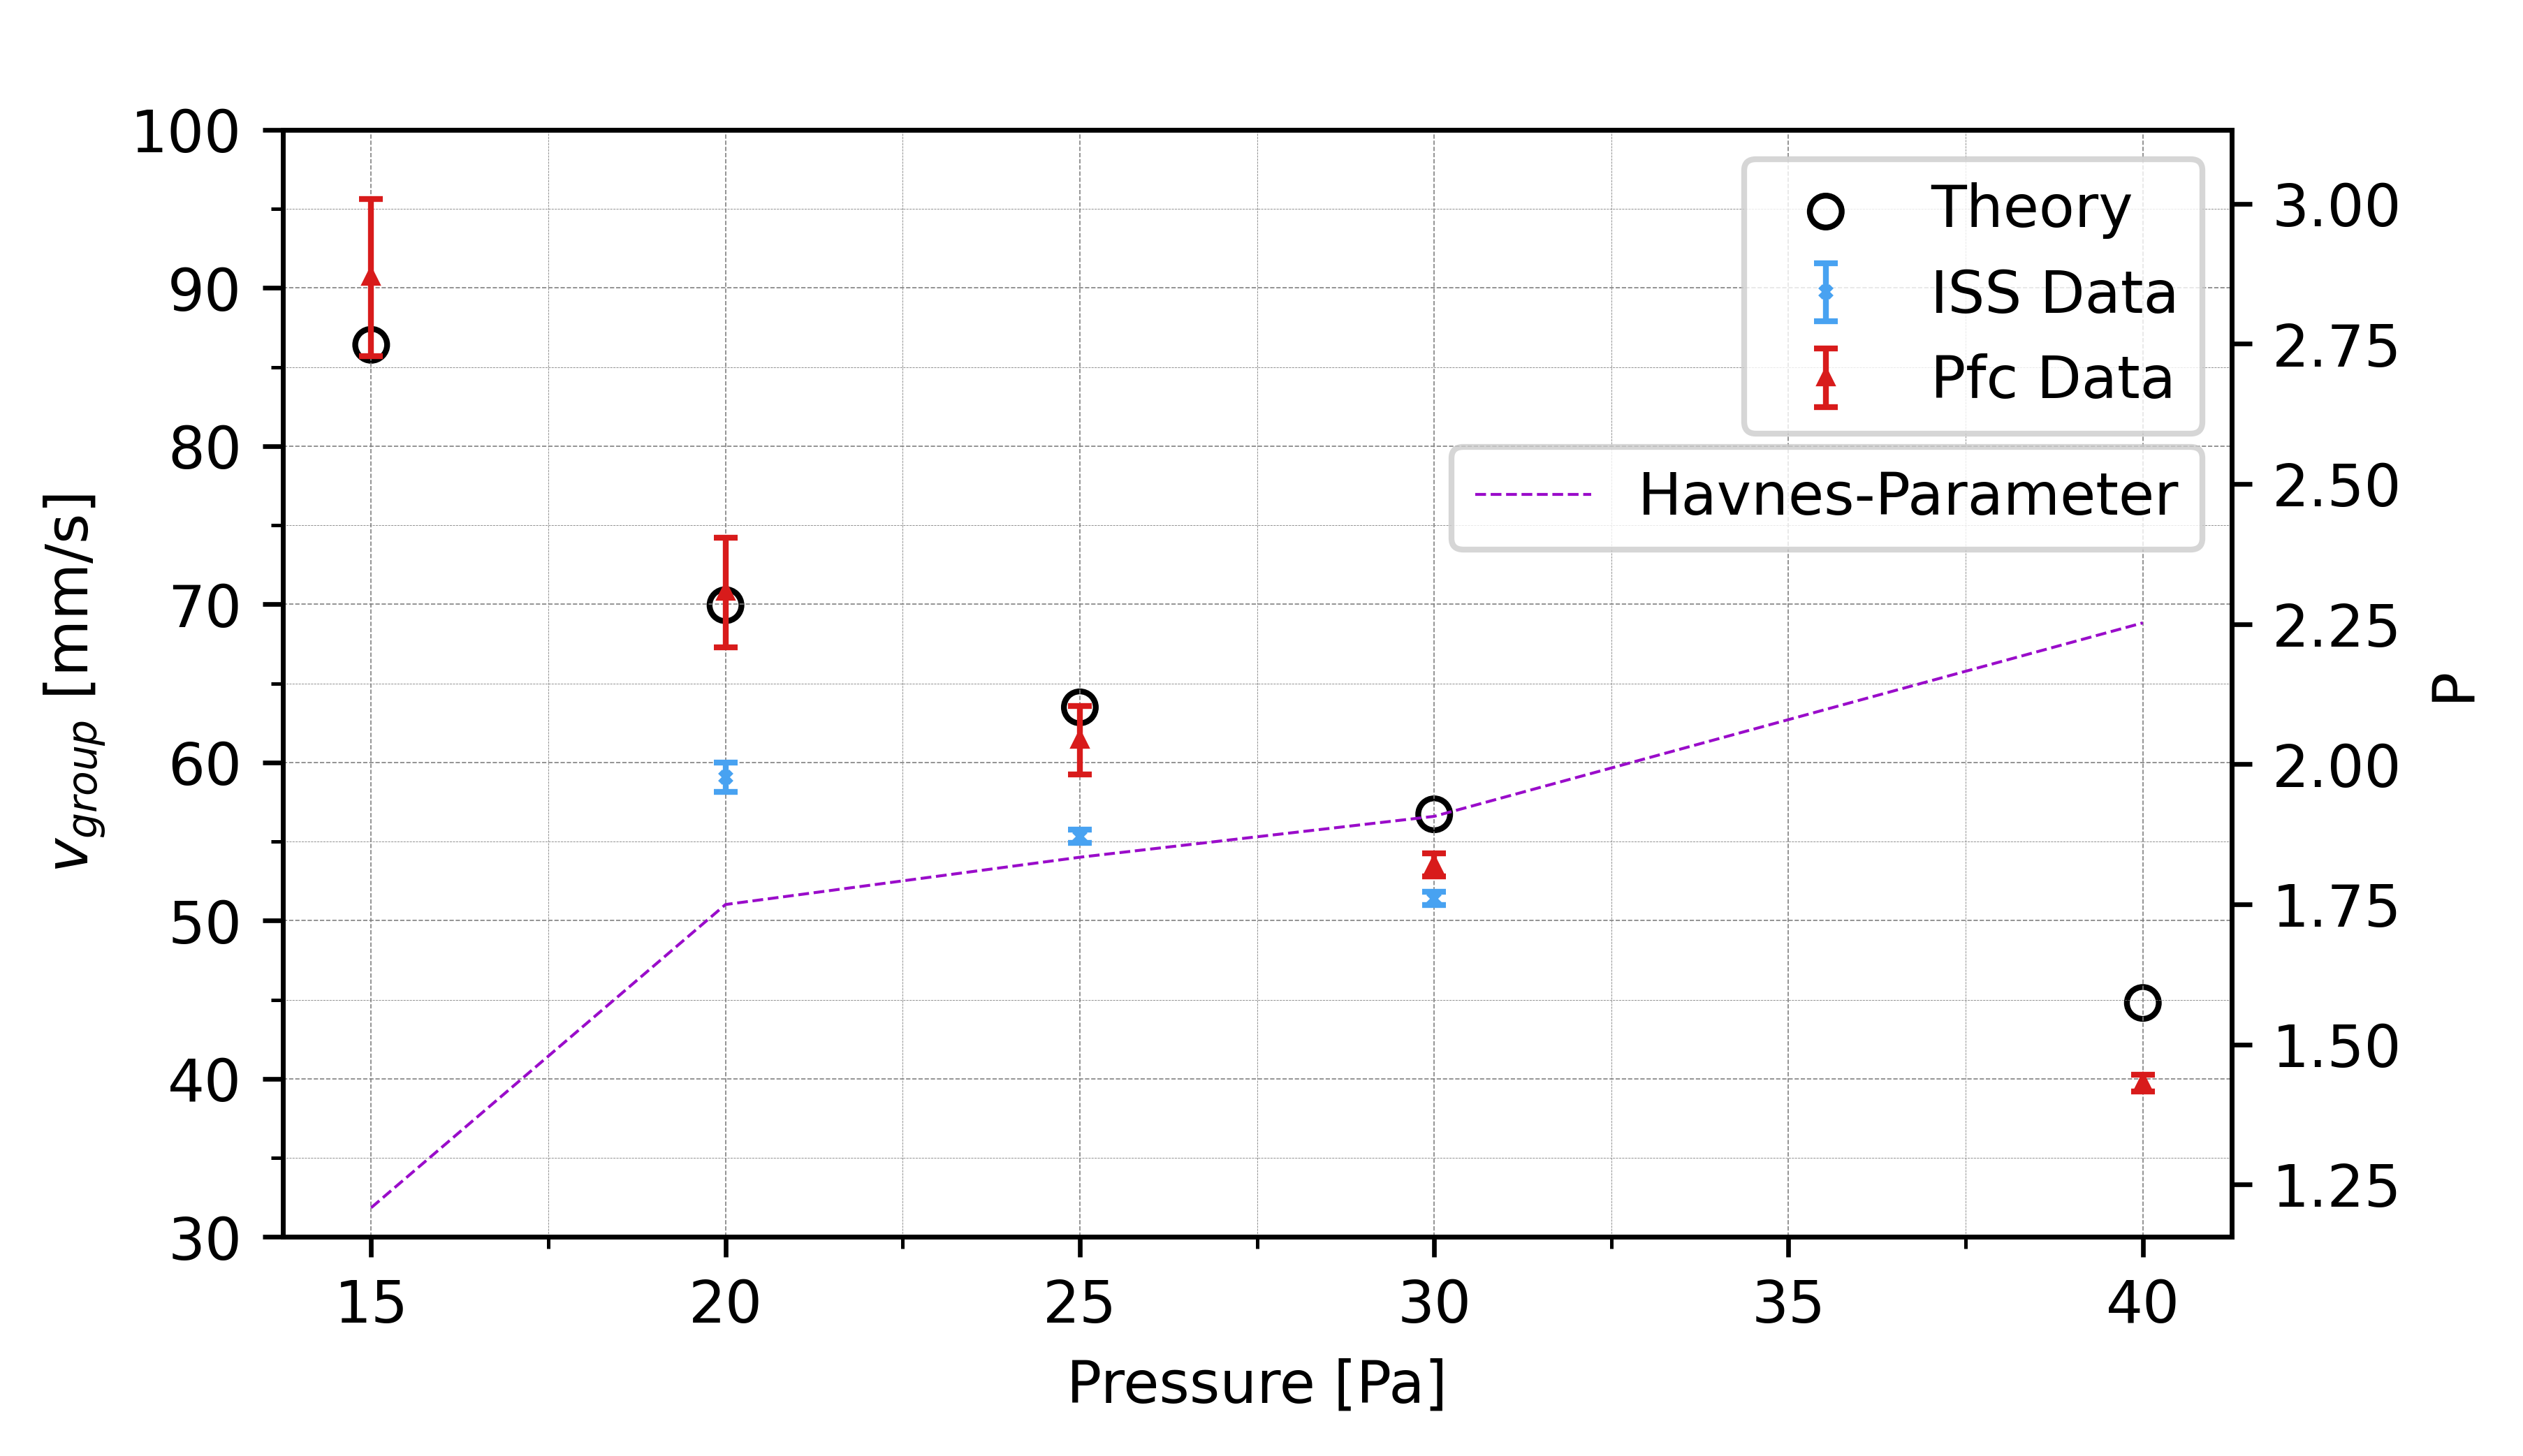 100
90
80
70
60
50
40
30
v_group [mm/s]
Theory
ISS Data
Pfc Data
Havnes-Parameter
3.00
2.75
2.50
2.25
2.00
1.75
1.50
1.25
P
15 20 25 30 35 40
Pressure [Pa]